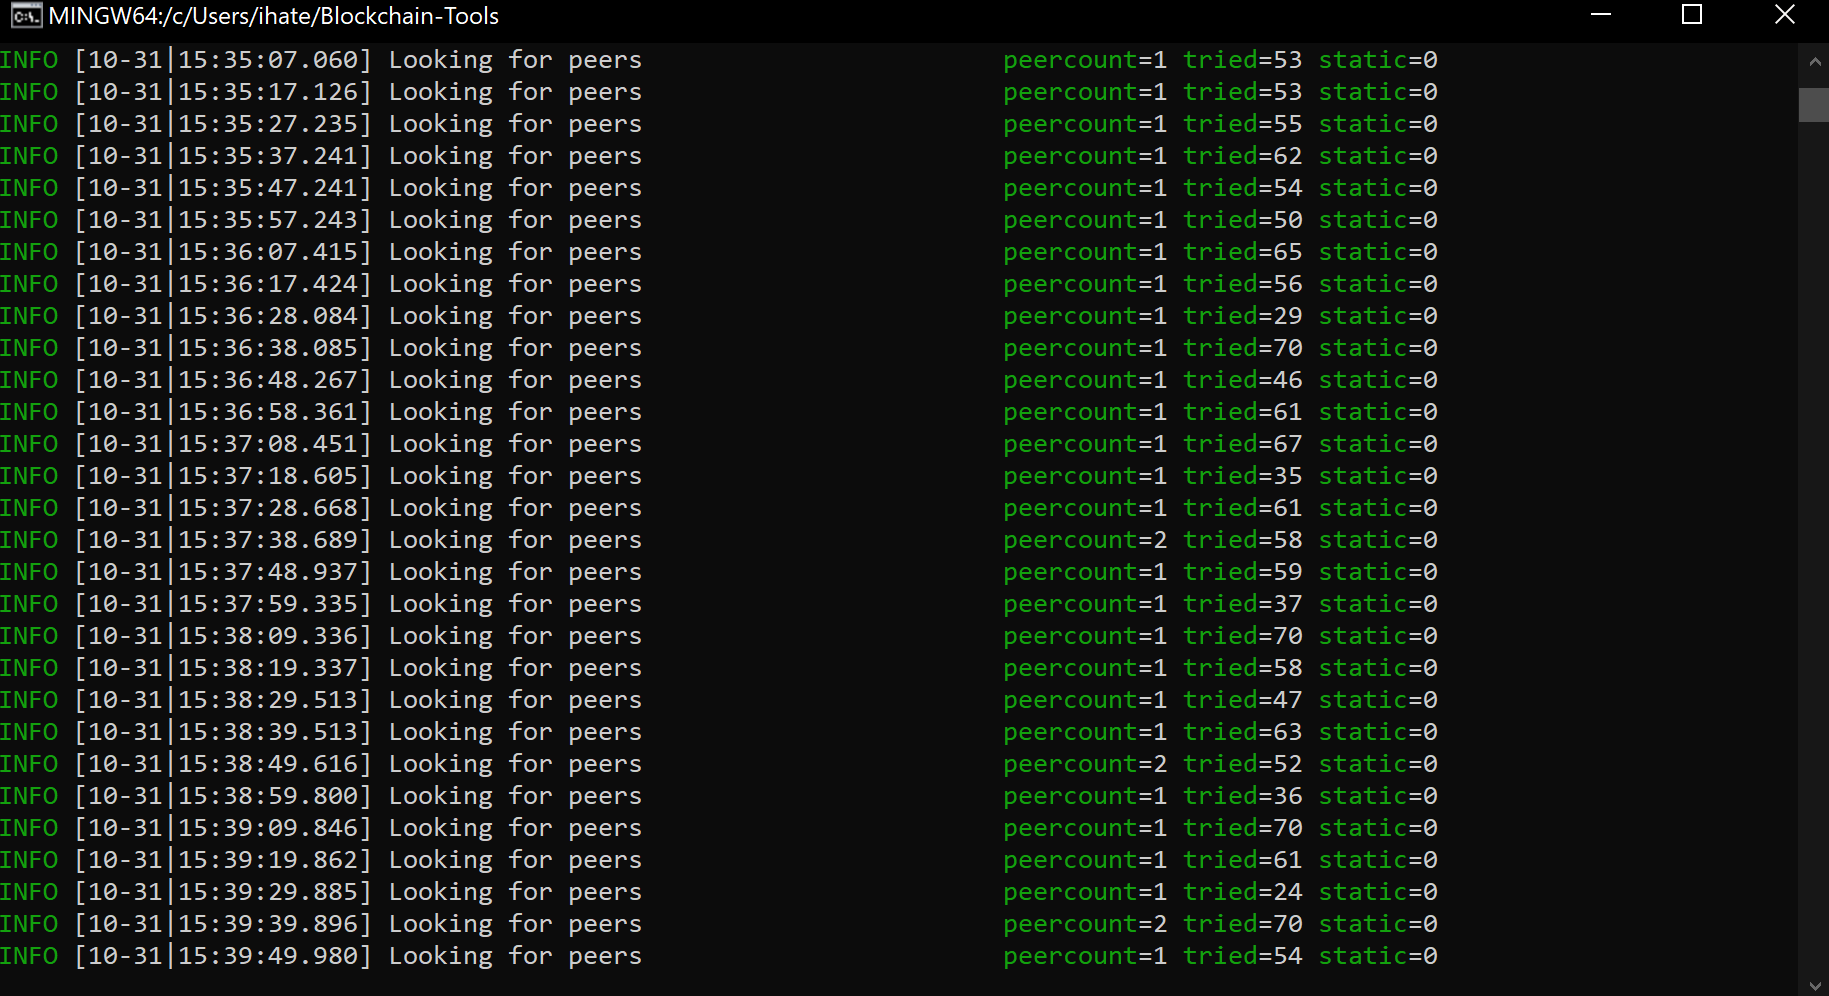 MINGW64:/c/Users/ihate/Blockchain-Tools
INFO [10-31|15:35:07.060] Looking for peers peercount=1 tried=53 static=0
INFO [10-31|15:35:17.126] Looking for peers peercount=1 tried=53 static=0
INFO [10-31|15:35:27.235] Looking for peers peercount=1 tried=55 static=0
INFO [10-31|15:35:37.241] Looking for peers peercount=1 tried=62 static=0
INFO [10-31|15:35:47.241] Looking for peers peercount=1 tried=54 static=0
INFO [10-31|15:35:57.243] Looking for peers peercount=1 tried=50 static=0
INFO [10-31|15:36:07.415] Looking for peers peercount=1 tried=65 static=0
INFO [10-31|15:36:17.424] Looking for peers peercount=1 tried=56 static=0
INFO [10-31|15:36:28.084] Looking for peers peercount=1 tried=29 static=0
INFO [10-31|15:36:38.085] Looking for peers peercount=1 tried=70 static=0
INFO [10-31|15:36:48.267] Looking for peers peercount=1 tried=46 static=0
INFO [10-31|15:36:58.361] Looking for peers peercount=1 tried=61 static=0
INFO [10-31|15:37:08.451] Looking for peers peercount=1 tried=67 static=0
INFO [10-31|15:37:18.605] Looking for peers peercount=1 tried=35 static=0
INFO [10-31|15:37:28.668] Looking for peers peercount=1 tried=61 static=0
INFO [10-31|15:37:38.689] Looking for peers peercount=2 tried=58 static=0
INFO [10-31|15:37:48.937] Looking for peers peercount=1 tried=59 static=0
INFO [10-31|15:37:59.335] Looking for peers peercount=1 tried=37 static=0
INFO [10-31|15:38:09.336] Looking for peers peercount=1 tried=70 static=0
INFO [10-31|15:38:19.337] Looking for peers peercount=1 tried=58 static=0
INFO [10-31|15:38:29.513] Looking for peers peercount=1 tried=47 static=0
INFO [10-31|15:38:39.513] Looking for peers peercount=1 tried=63 static=0
INFO [10-31|15:38:49.616] Looking for peers peercount=2 tried=52 static=0
INFO [10-31|15:38:59.800] Looking for peers peercount=1 tried=36 static=0
INFO [10-31|15:39:09.846] Looking for peers peercount=1 tried=70 static=0
INFO [10-31|15:39:19.862] Looking for peers peercount=1 tried=61 static=0
INFO [10-31|15:39:29.885] Looking for peers peercount=1 tried=24 static=0
INFO [10-31|15:39:39.896] Looking for peers peercount=2 tried=70 static=0
INFO [10-31|15:39:49.980] Looking for peers peercount=1 tried=54 static=0